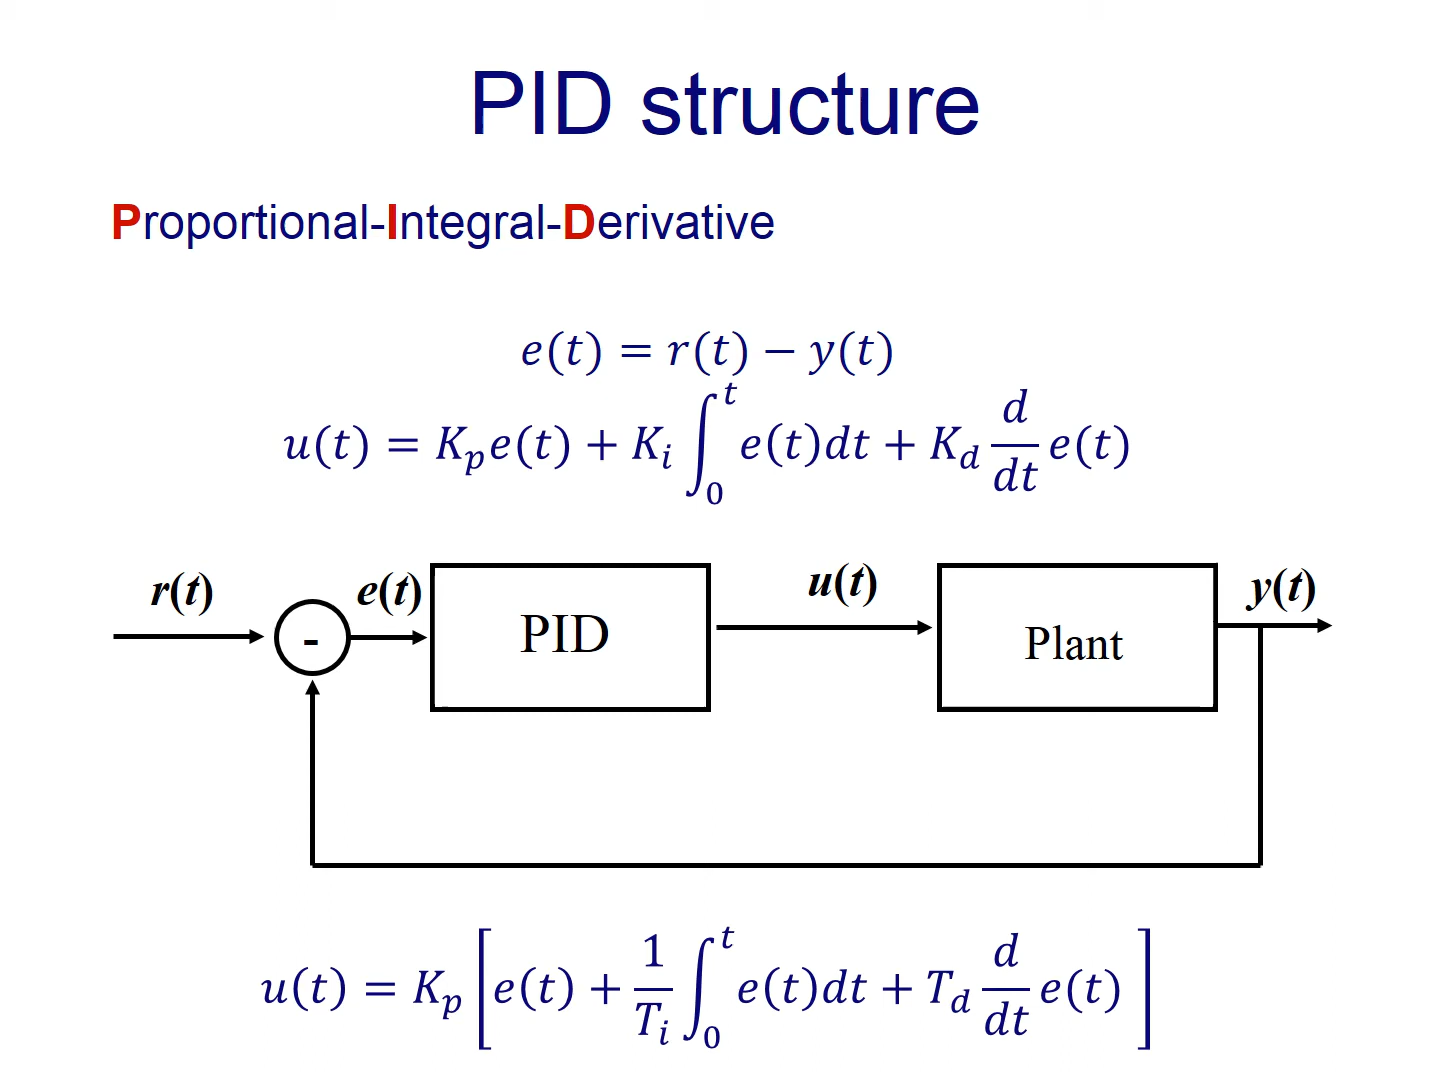 PID structure
Proportional-Integral-Derivative
e(t) = r(t) − y(t)
u(t) = K_p e(t) + K_i ∫_0^t e(t)dt + K_d d/dt e(t)
r(t) e(t) u(t) y(t)
- PID Plant
u(t) = K_p [e(t) + 1/T_i ∫_0^t e(t)dt + T_d d/dt e(t)]